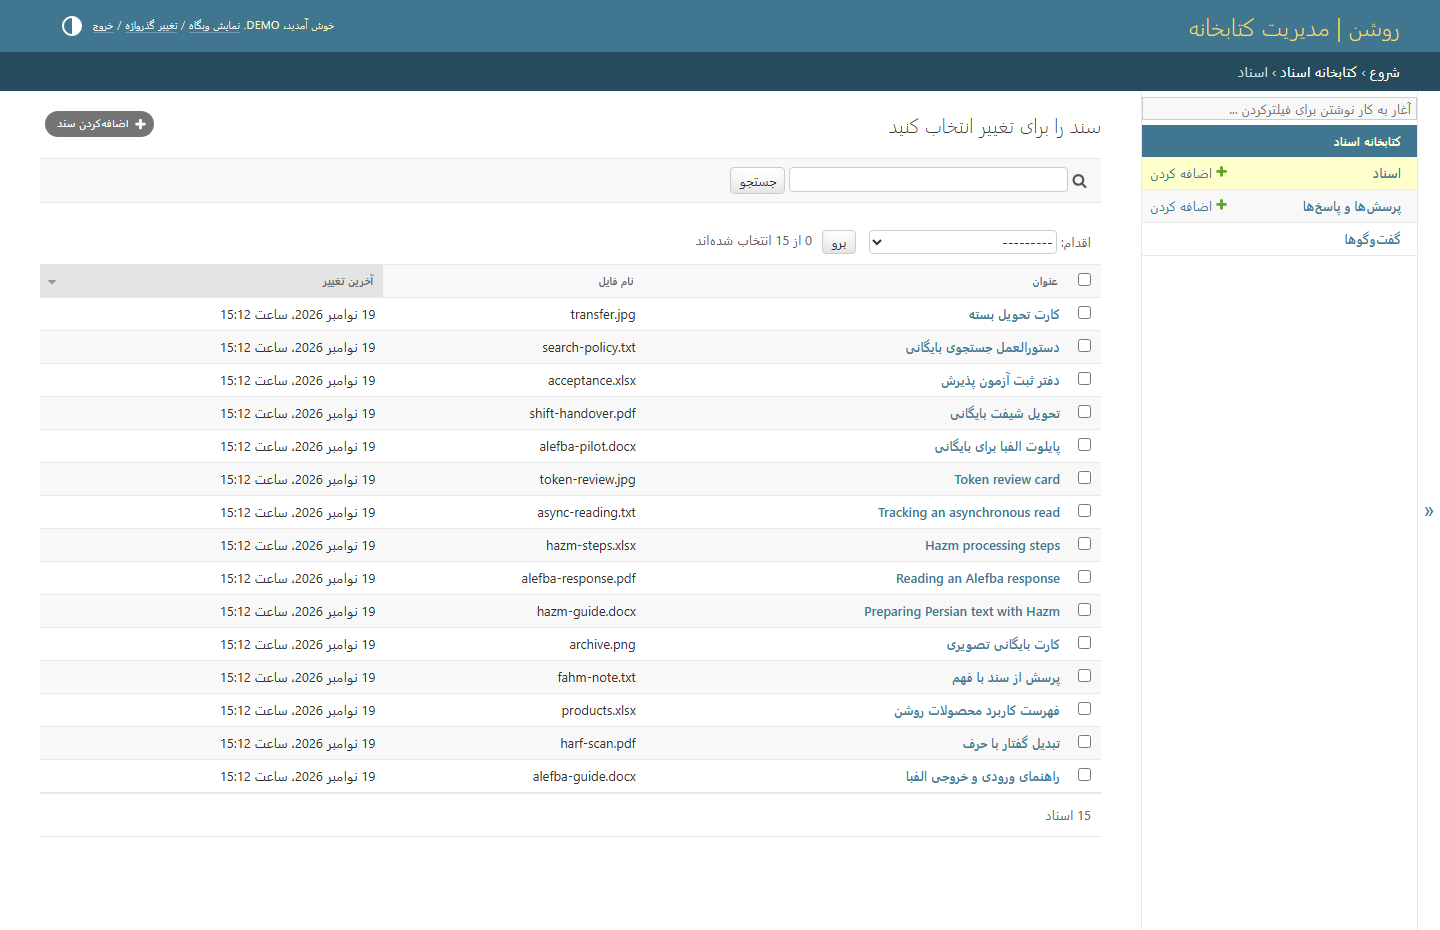 روشن | مدیریت کتابخانه
خوش آمدید، DEMO. نمایش وبگاه / تغییر گذرواژه / خروج
شروع › کتابخانه اسناد › اسناد
آغاز به کار نوشتن برای فیلترکردن ...
کتابخانه اسناد
اسناد اضافه کردن
پرسش‌ها و پاسخ‌ها اضافه کردن
گفت‌وگوها
»
سند را برای تغییر انتخاب کنید
اضافه‌کردن سند
جستجو
اقدام: --------- برو 0 از 15 انتخاب شده‌اند
عنوان نام فایل آخرین تغییر
کارت تحویل بسته transfer.jpg 19 نوامبر 2026، ساعت 15:12
دستورالعمل جستجوی بایگانی search-policy.txt 19 نوامبر 2026، ساعت 15:12
دفتر ثبت آزمون پذیرش acceptance.xlsx 19 نوامبر 2026، ساعت 15:12
تحویل شیفت بایگانی shift-handover.pdf 19 نوامبر 2026، ساعت 15:12
پایلوت الفبا برای بایگانی alefba-pilot.docx 19 نوامبر 2026، ساعت 15:12
Token review card token-review.jpg 19 نوامبر 2026، ساعت 15:12
Tracking an asynchronous read async-reading.txt 19 نوامبر 2026، ساعت 15:12
Hazm processing steps hazm-steps.xlsx 19 نوامبر 2026، ساعت 15:12
Reading an Alefba response alefba-response.pdf 19 نوامبر 2026، ساعت 15:12
Preparing Persian text with Hazm hazm-guide.docx 19 نوامبر 2026، ساعت 15:12
کارت بایگانی تصویری archive.png 19 نوامبر 2026، ساعت 15:12
پرسش از سند با فهم fahm-note.txt 19 نوامبر 2026، ساعت 15:12
فهرست کاربرد محصولات روشن products.xlsx 19 نوامبر 2026، ساعت 15:12
تبدیل گفتار با حرف harf-scan.pdf 19 نوامبر 2026، ساعت 15:12
راهنمای ورودی و خروجی الفبا alefba-guide.docx 19 نوامبر 2026، ساعت 15:12
15 اسناد